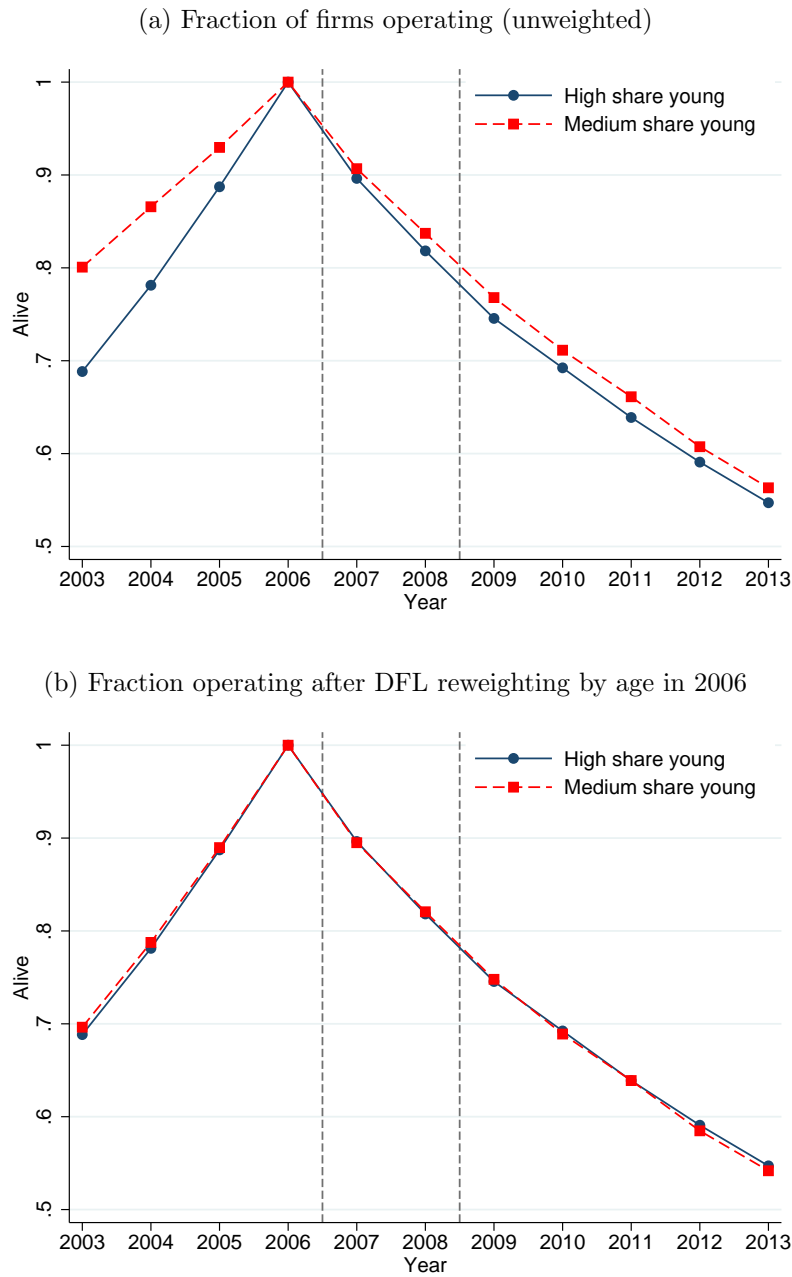 (a) Fraction of firms operating (unweighted)
High share young
Medium share young
1
.9
.8
.7
.6
.5
Alive
2003 2004 2005 2006 2007 2008 2009 2010 2011 2012 2013
Year
(b) Fraction operating after DFL reweighting by age in 2006
High share young
Medium share young
1
.9
.8
.7
.6
.5
Alive
2003 2004 2005 2006 2007 2008 2009 2010 2011 2012 2013
Year